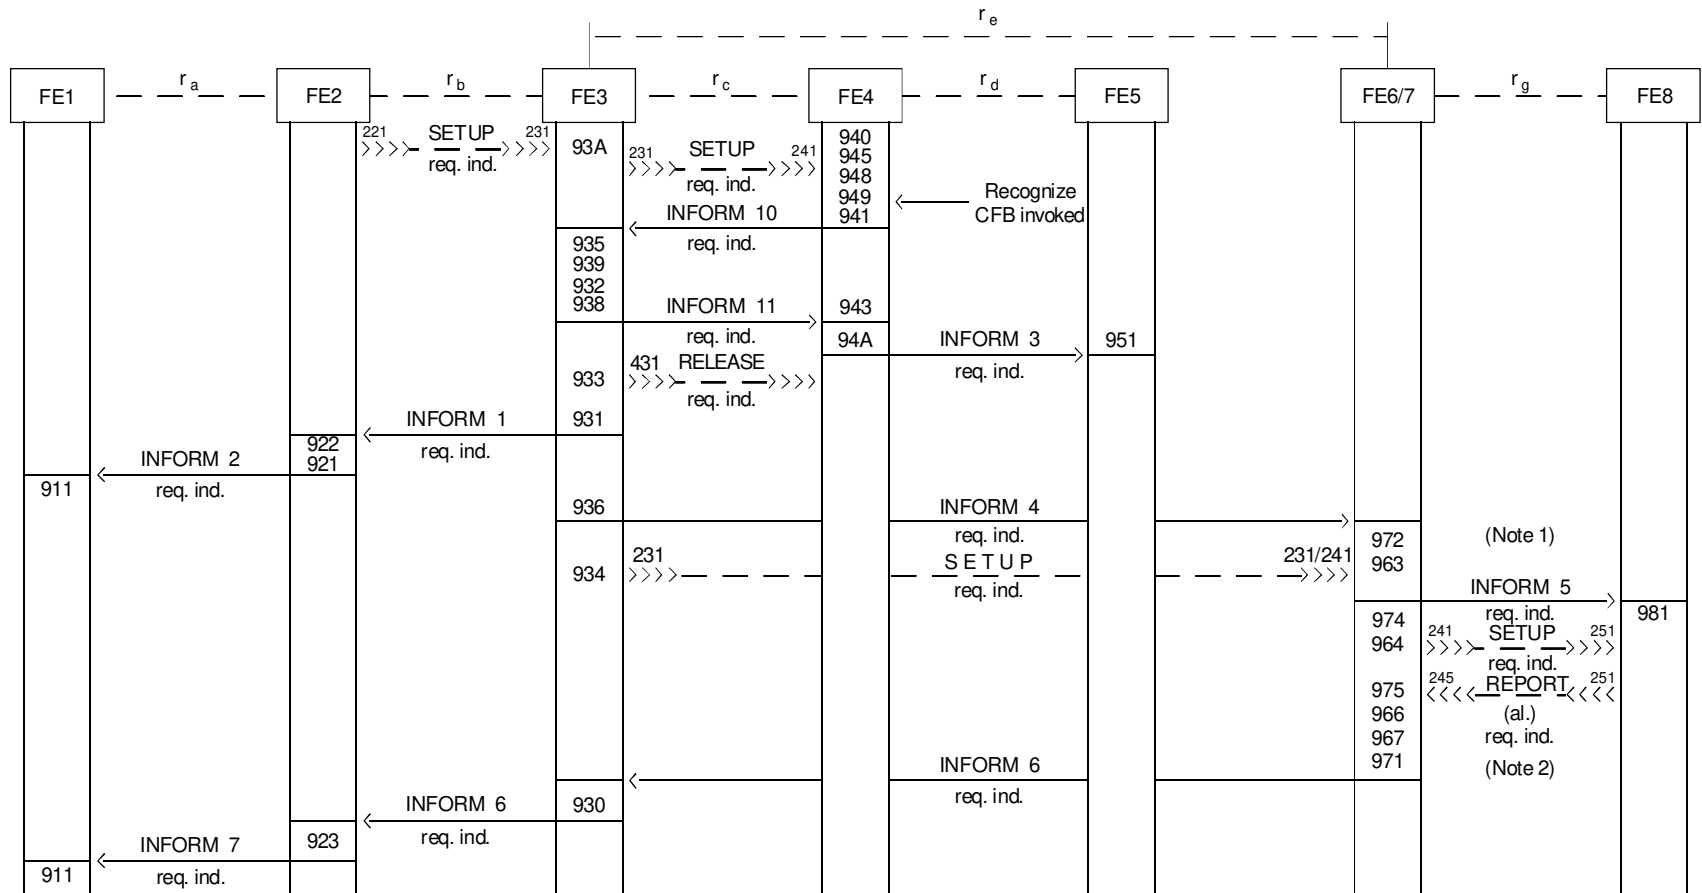 r e
r a
r b
r c
r d
r g
FE1
FE2
FE3
FE4
FE5
FE6/7
FE8
221
SETUP
231
req. ind.
93A
231
SETUP
241
req. ind.
940
945
948
949
941
Recognize
CFB invoked
INFORM 10
req. ind.
935
939
932
938
INFORM 11
req. ind.
943
94A
INFORM 3
req. ind.
951
933
431
RELEASE
req. ind.
INFORM 1
req. ind.
931
922
921
INFORM 2
req. ind.
911
936
INFORM 4
req. ind.
972
963
(Note 1)
934
231
SETUP
req. ind.
231/241
INFORM 5
req. ind.
981
974
964
241
SETUP
251
req. ind.
975
966
967
971
245
REPORT
251
(al.)
req. ind.
(Note 2)
INFORM 6
req. ind.
930
INFORM 6
req. ind.
923
INFORM 7
req. ind.
911